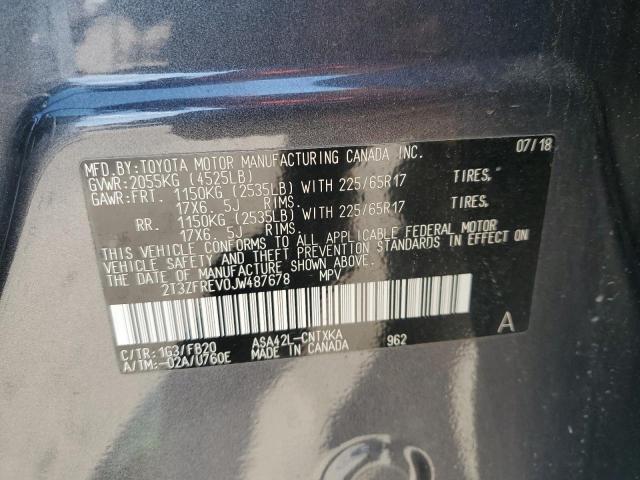 MFD.BY:TOYOTA MOTOR MANUFACTURING CANADA INC. 07/18
GVWR:2055KG (4525LB)
GAWR:FRT. 1150KG (2535LB) WITH 225/65R17 TIRES.
17X6. 5J RIMS.
RR. 1150KG (2535LB) WITH 225/65R17 TIRES.
17X6. 5J RIMS.
THIS VEHICLE CONFORMS TO ALL APPLICABLE FEDERAL MOTOR
VEHICLE SAFETY AND THEFT PREVENTION STANDARDS IN EFFECT ON
THE DATE OF MANUFACTURE SHOWN ABOVE.
2T3ZFREV0JW487678 MPV
C/TR:1G3/FB20 ASA42L-CNTXKA 962 A
A/TM:-02A/U760E MADE IN CANADA